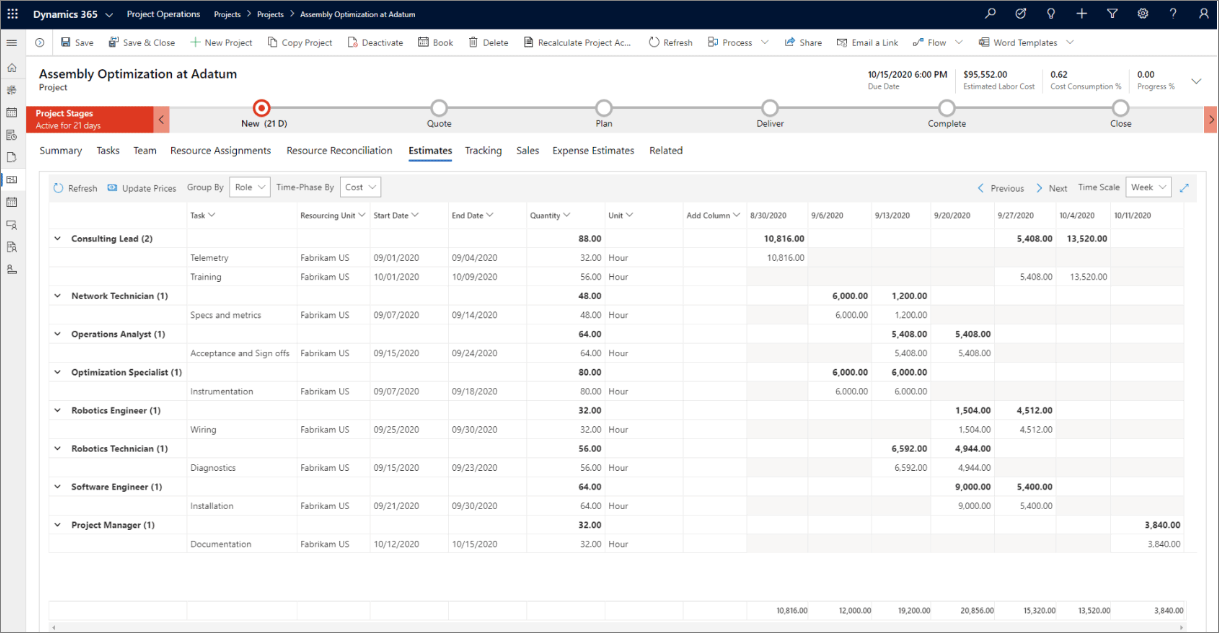 Dynamics 365 Project Operations Projects > Projects > Assembly Optimization at Adatum
Save Save & Close New Project Copy Project Deactivate Book Delete Recalculate Project Ac... Refresh Process Share Email a Link Flow Word Templates
Assembly Optimization at Adatum
Project
10/15/2020 6:00 PM $95,552.00 0.62 0.00
Due Date Estimated Labor Cost Cost Consumption % Progress %
Project Stages
Active for 21 days
New (21 D) Quote Plan Deliver Complete Close
Summary Tasks Team Resource Assignments Resource Reconciliation Estimates Tracking Sales Expense Estimates Related
Refresh Update Prices Group By Role Time-Phase By Cost Previous Next Time Scale Week
Task Resourcing Unit Start Date End Date Quantity Unit Add Column 8/30/2020 9/6/2020 9/13/2020 9/20/2020 9/27/2020 10/4/2020 10/11/2020
Consulting Lead (2) 88.00 10,816.00 5,408.00 13,520.00
Telemetry Fabrikam US 09/01/2020 09/04/2020 32.00 Hour 10,816.00
Training Fabrikam US 10/01/2020 10/09/2020 56.00 Hour 5,408.00 13,520.00
Network Technician (1) 48.00 6,000.00 1,200.00
Specs and metrics Fabrikam US 09/07/2020 09/14/2020 48.00 Hour 6,000.00 1,200.00
Operations Analyst (1) 64.00 5,408.00 5,408.00
Acceptance and Sign offs Fabrikam US 09/15/2020 09/24/2020 64.00 Hour 5,408.00 5,408.00
Optimization Specialist (1) 80.00 6,000.00 6,000.00
Instrumentation Fabrikam US 09/07/2020 09/18/2020 80.00 Hour 6,000.00 6,000.00
Robotics Engineer (1) 32.00 1,504.00 4,512.00
Wiring Fabrikam US 09/25/2020 09/30/2020 32.00 Hour 1,504.00 4,512.00
Robotics Technician (1) 56.00 6,592.00 4,944.00
Diagnostics Fabrikam US 09/15/2020 09/23/2020 56.00 Hour 6,592.00 4,944.00
Software Engineer (1) 64.00 9,000.00 5,400.00
Installation Fabrikam US 09/21/2020 09/30/2020 64.00 Hour 9,000.00 5,400.00
Project Manager (1) 32.00 3,840.00
Documentation Fabrikam US 10/12/2020 10/15/2020 32.00 Hour 3,840.00
10,816.00 12,000.00 19,200.00 20,856.00 15,320.00 13,520.00 3,840.00